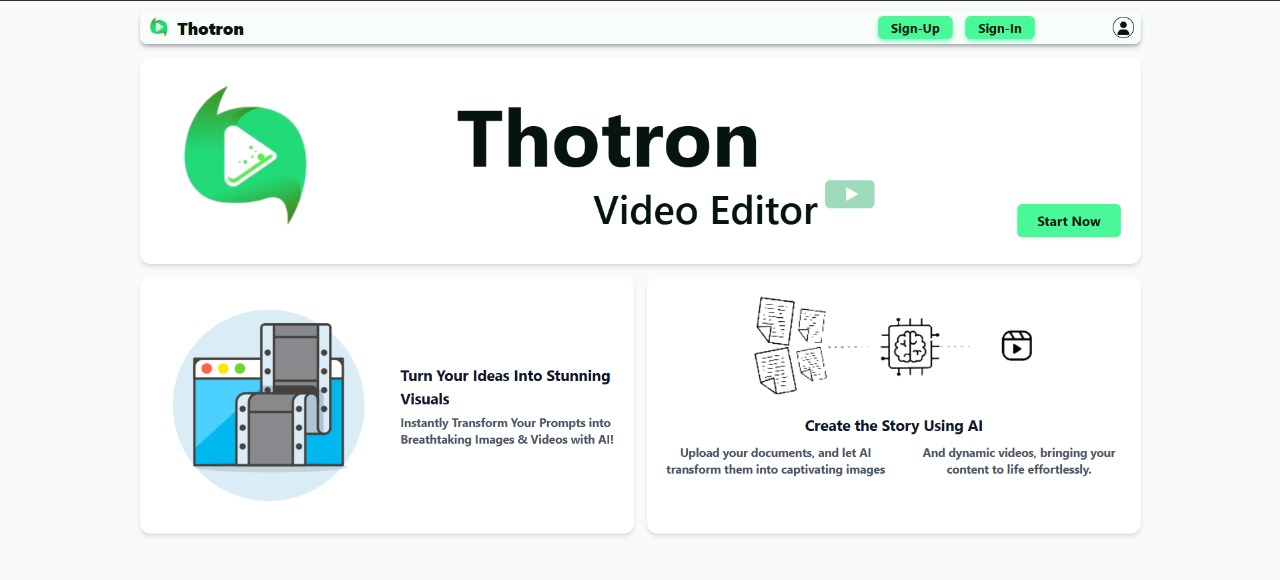 Thotron
Sign-Up
Sign-In
Thotron
Video Editor
Start Now
Turn Your Ideas Into Stunning
Visuals
Instantly Transform Your Prompts into
Breathtaking Images & Videos with AI!
Create the Story Using AI
Upload your documents, and let AI
transform them into captivating images
And dynamic videos, bringing your
content to life effortlessly.